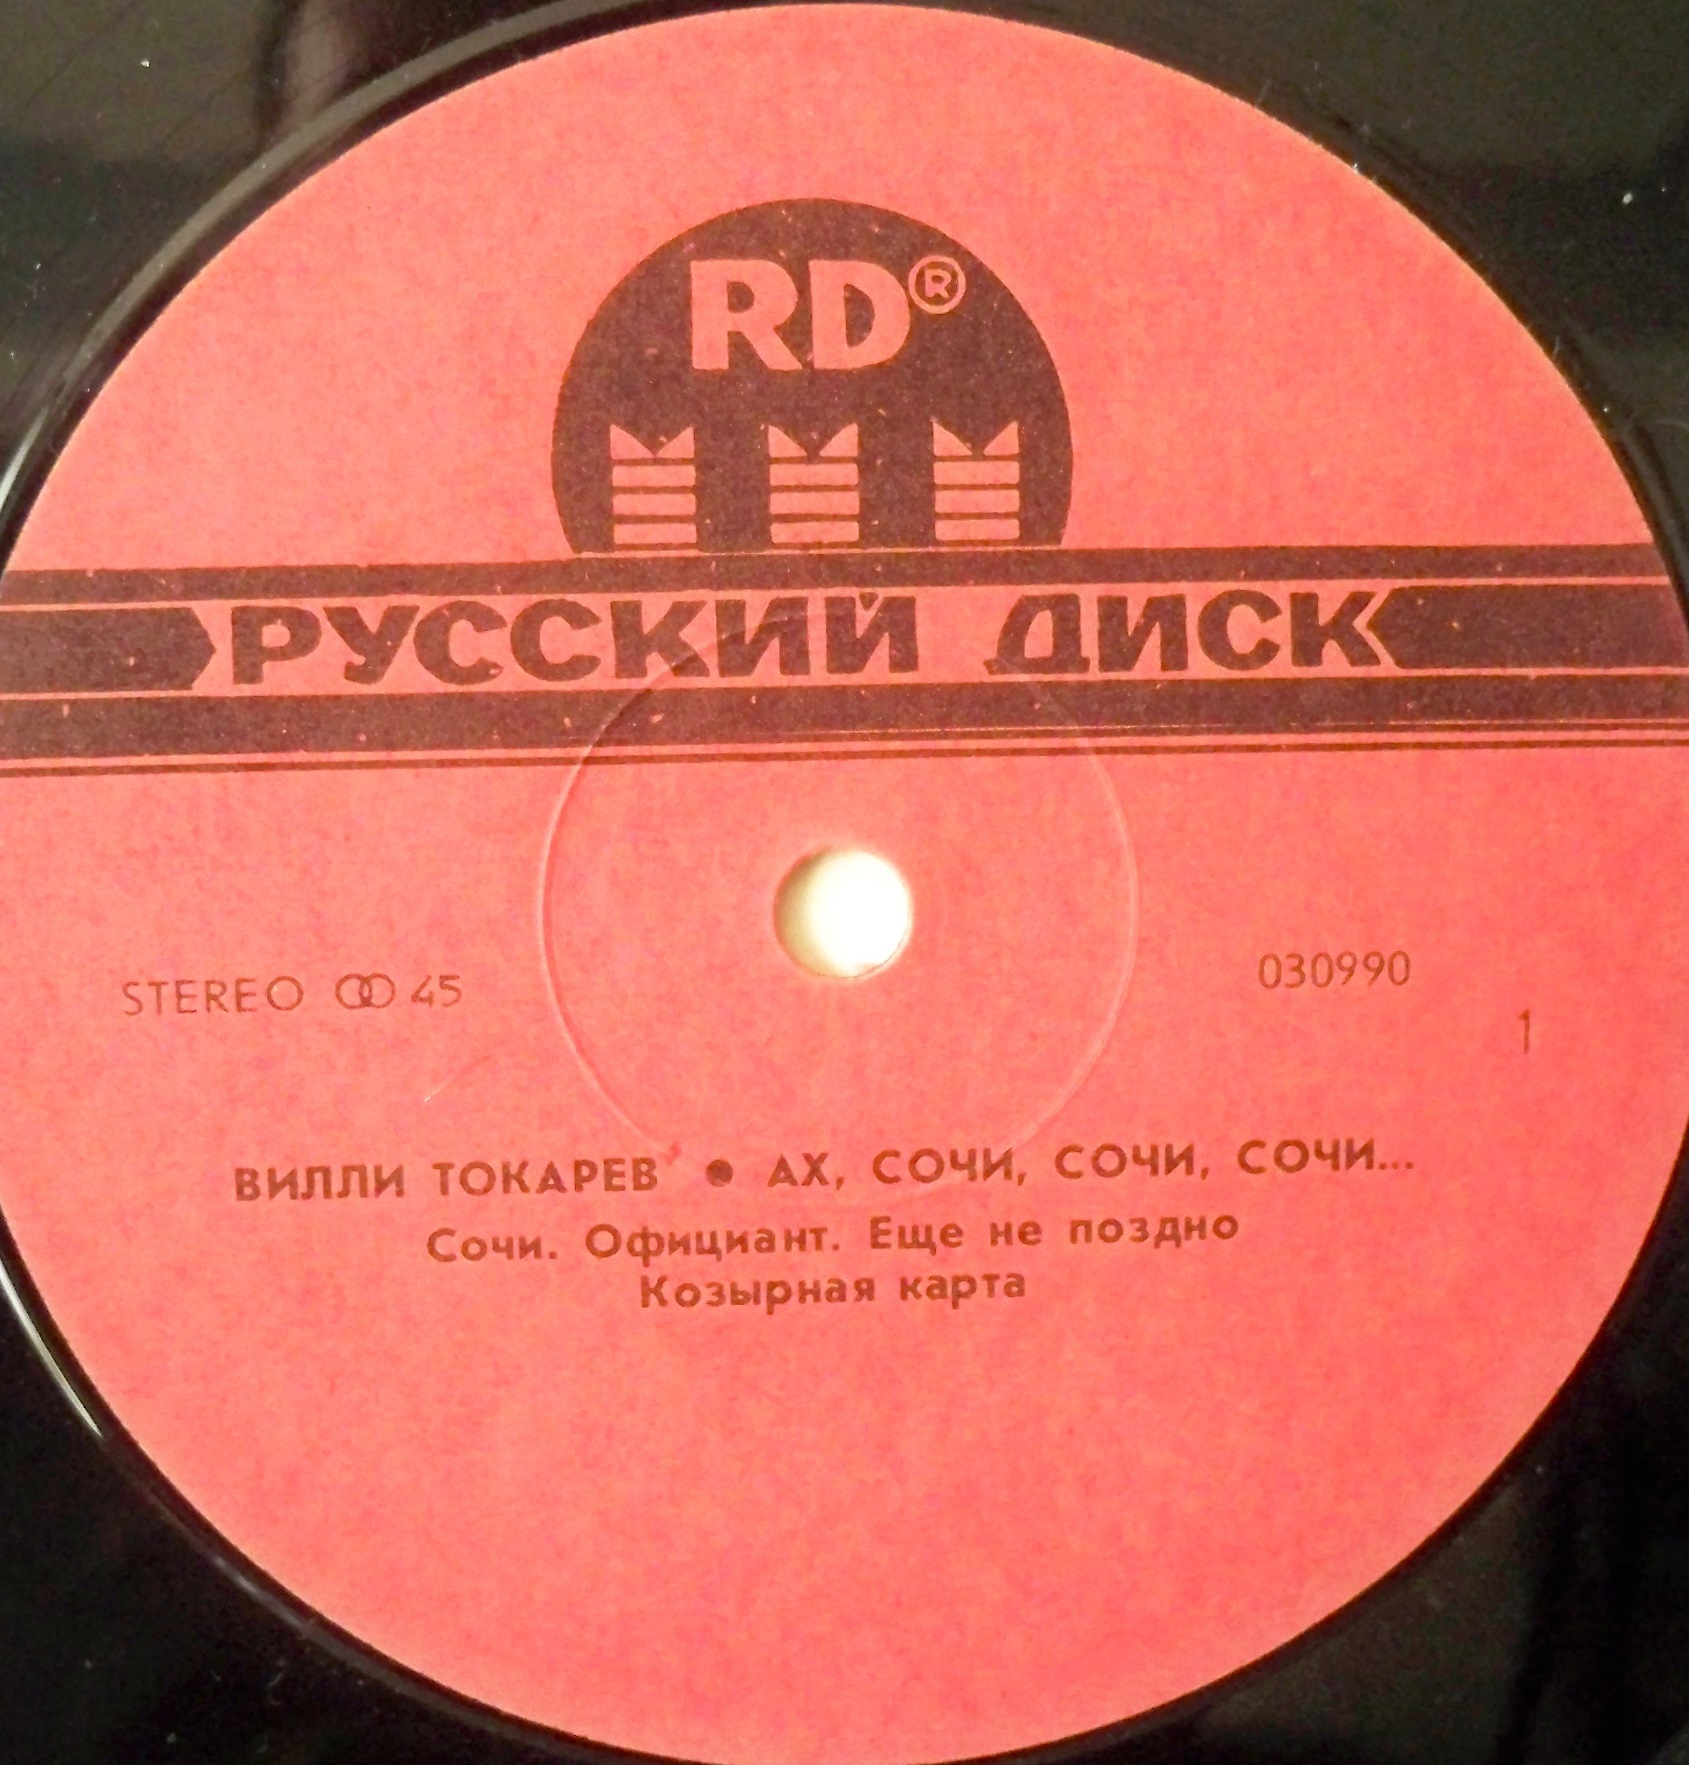 RD®
РУССКИЙ ДИСК
STEREO ꝎO 45
030990
1
ВИЛЛИ ТОКАРЕВ • АХ, СОЧИ, СОЧИ, СОЧИ...
Сочи. Официант. Еще не поздно
Козырная карта